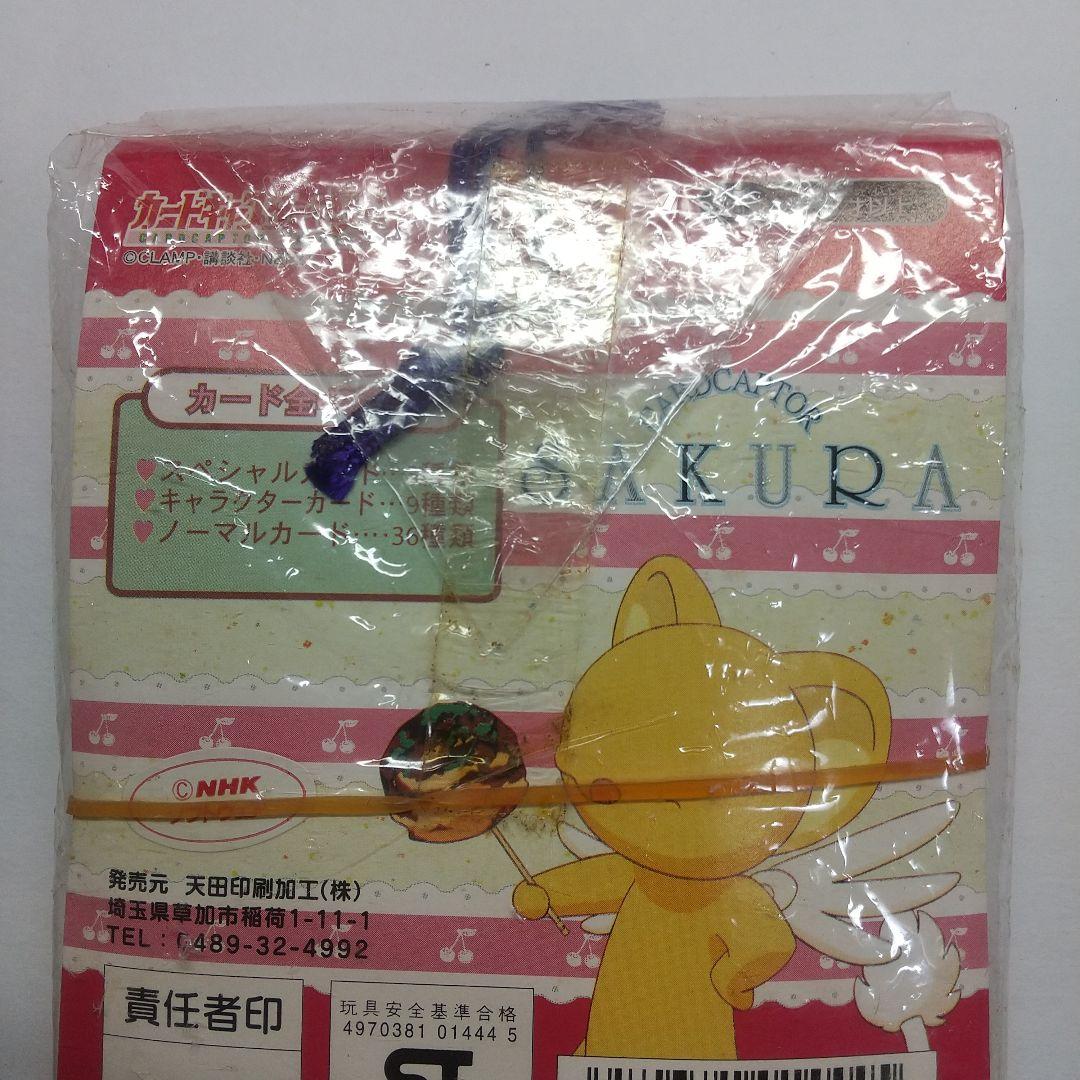 カードキャプ
CARDCAPTO
©CLAMP・講談社・N
カード全
CARDCAPTOR
SAKURA
スペシャルカード
キャラクターカード…9種類
ノーマルカード‥‥36種類
©NHK
発売元 天田印刷加工(株)
埼玉県草加市稲荷1-11-1
TEL:0489-32-4992
責任者印
玩具安全基準合格
4970381 01444 5
ST